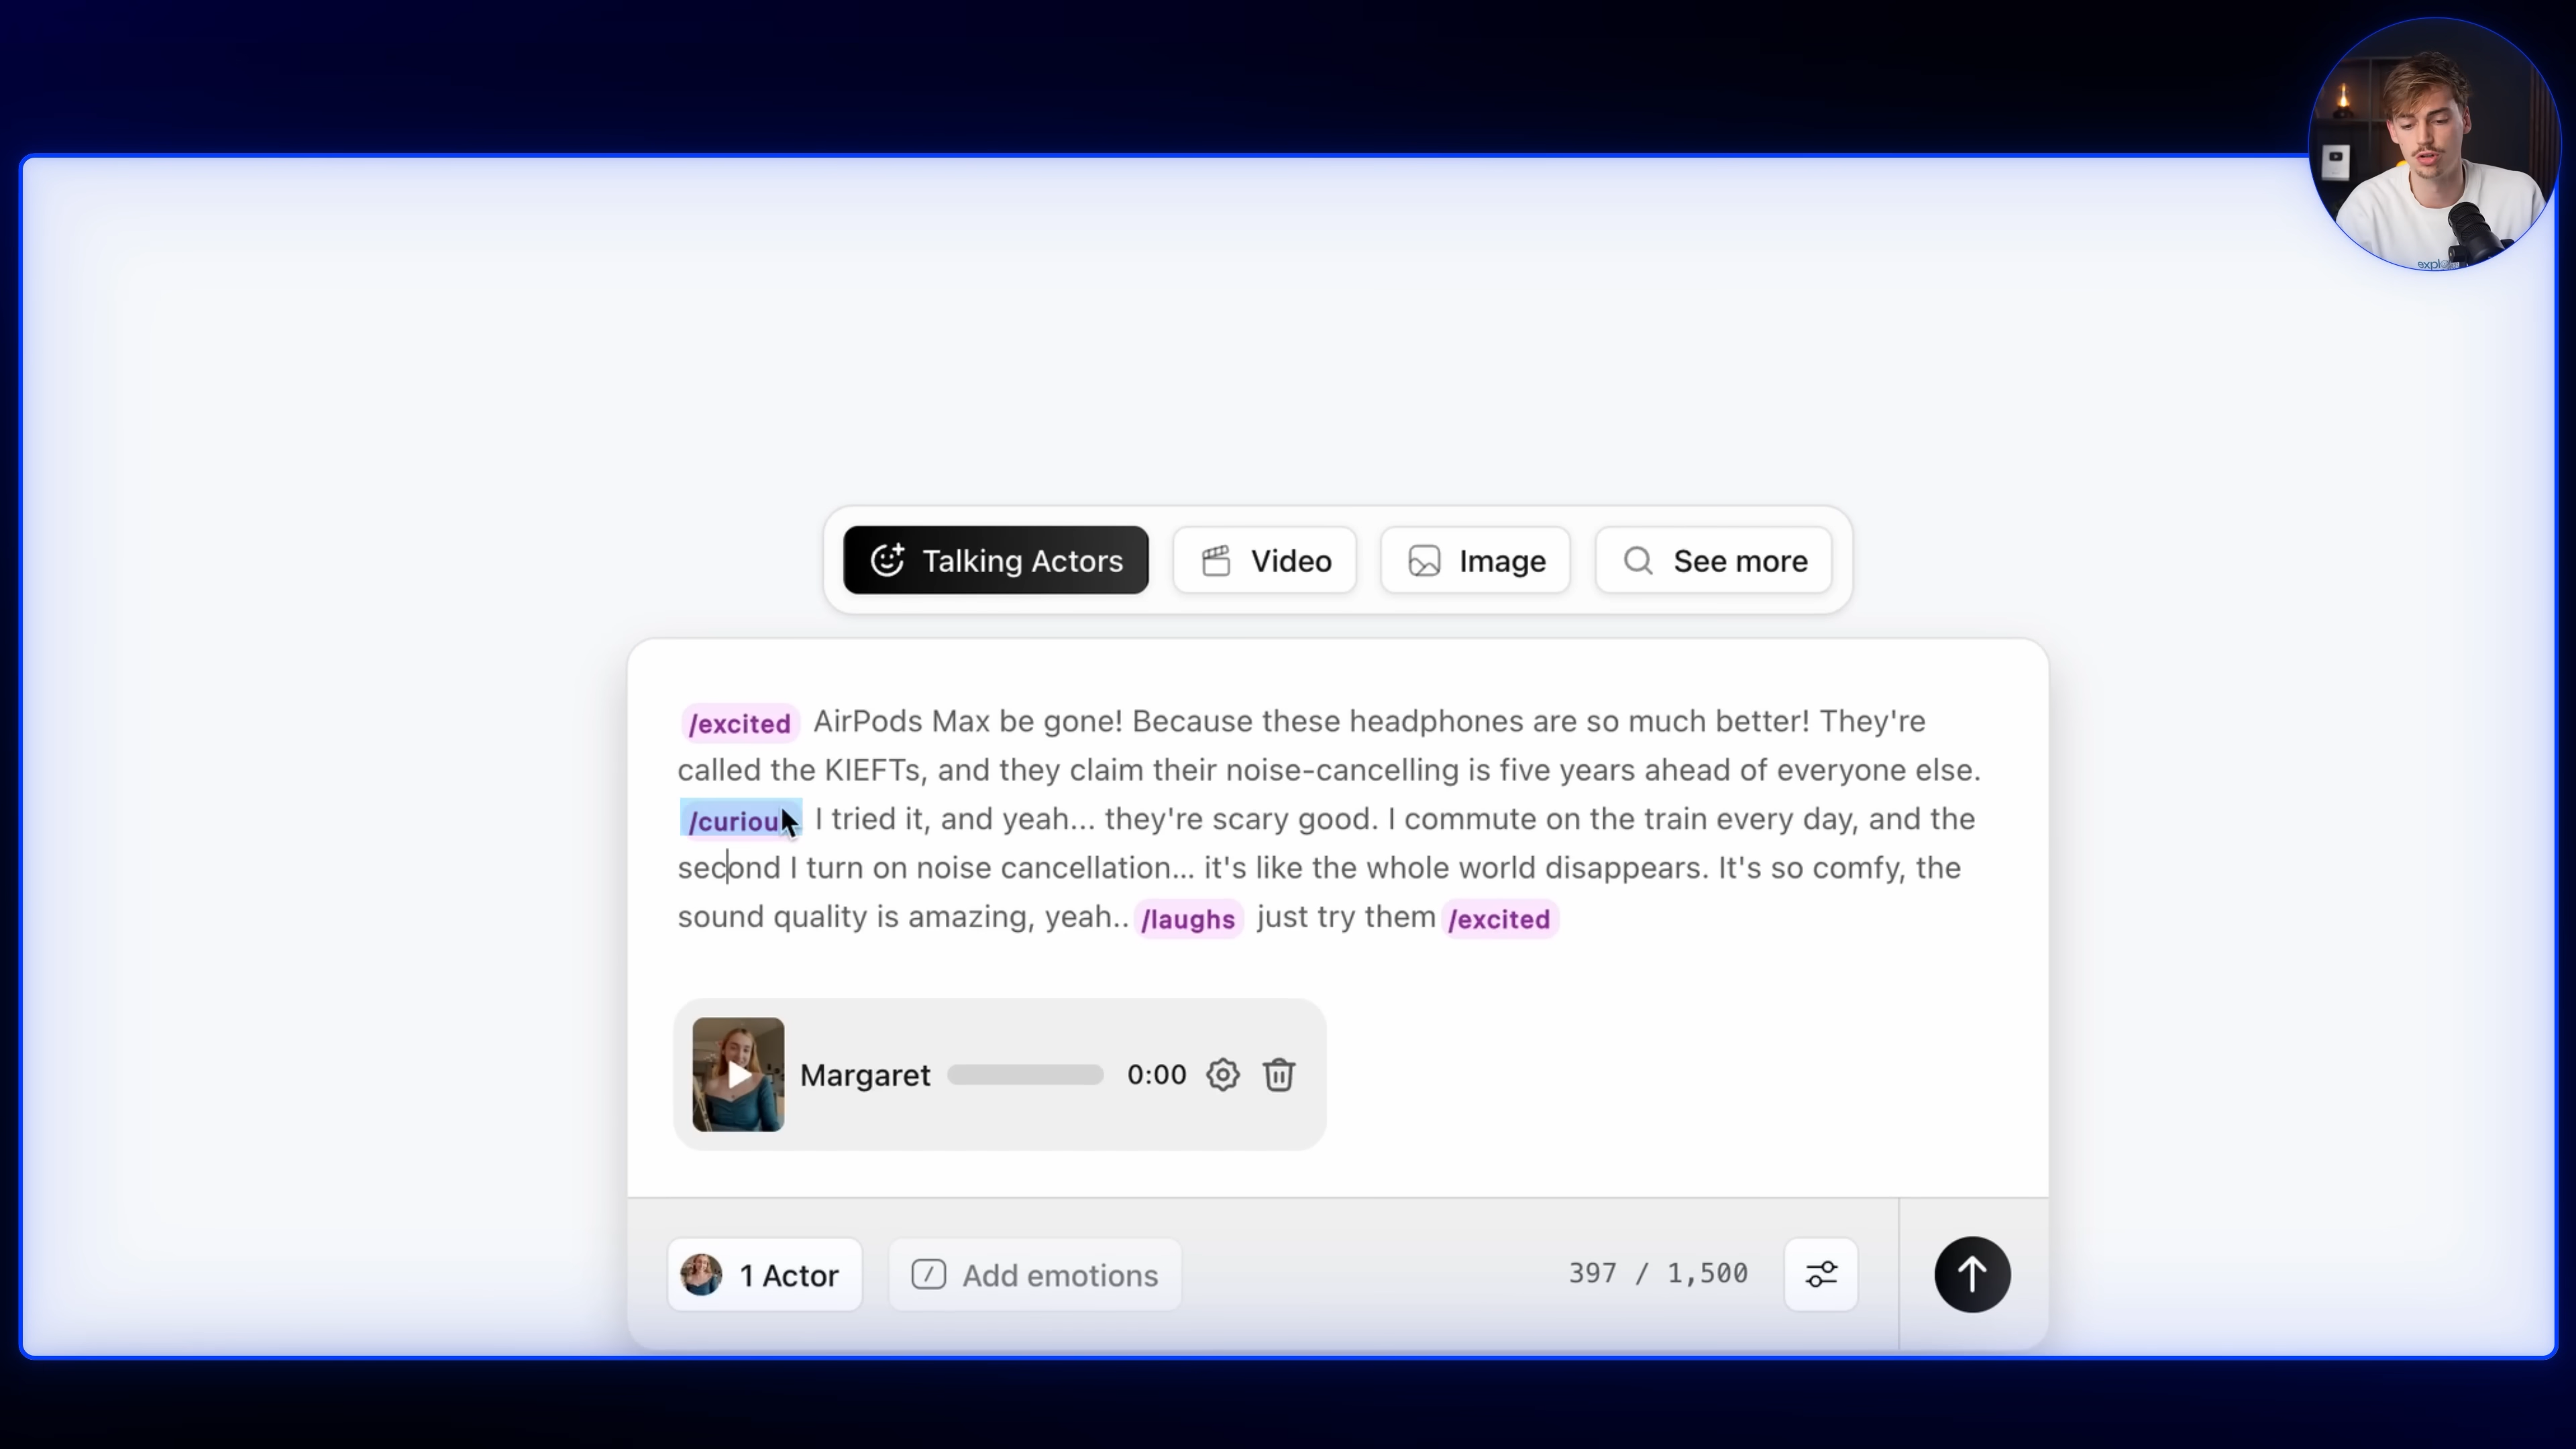 Talking Actors Video Image See more
/excited AirPods Max be gone! Because these headphones are so much better! They're
called the KIEFTs, and they claim their noise-cancelling is five years ahead of everyone else.
/curiou I tried it, and yeah... they're scary good. I commute on the train every day, and the
second I turn on noise cancellation... it's like the whole world disappears. It's so comfy, the
sound quality is amazing, yeah.. /laughs just try them /excited
Margaret 0:00
1 Actor / Add emotions 397 / 1,500